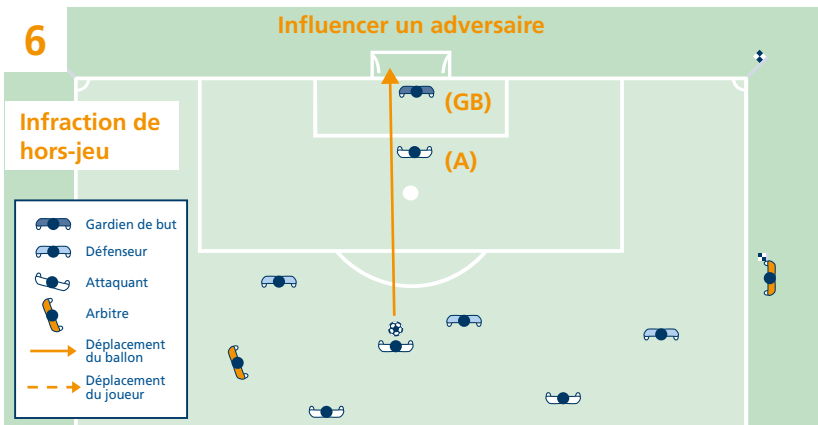 6
Influencer un adversaire
(GB)
Infraction de
hors-jeu
(A)
Gardien de but
Défenseur
Attaquant
Arbitre
Déplacement
du ballon
Déplacement
du joueur